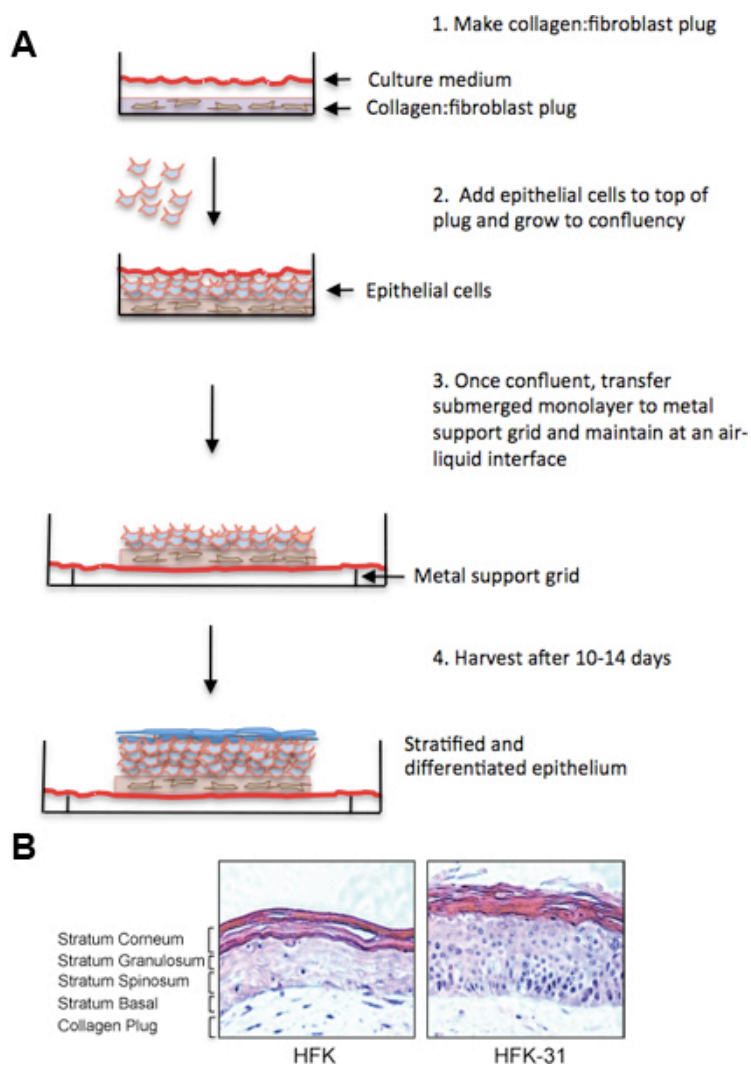 1. Make collagen:fibroblast plug
A
Culture medium
Collagen:fibroblast plug
2. Add epithelial cells to top of
plug and grow to confluency
Epithelial cells
3. Once confluent, transfer
submerged monolayer to metal
support grid and maintain at an air-
liquid interface
Metal support grid
4. Harvest after 10-14 days
Stratified and
differentiated epithelium
B
Stratum Corneum
Stratum Granulosum
Stratum Spinosum
Stratum Basal
Collagen Plug
HFK
HFK-31